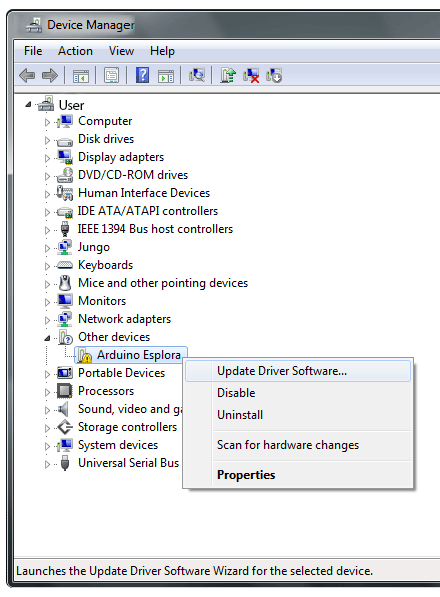 Device Manager
File Action View Help
User
Computer
Disk drives
Display adapters
DVD/CD-ROM drives
Human Interface Devices
IDE ATA/ATAPI controllers
IEEE 1394 Bus host controllers
Jungo
Keyboards
Mice and other pointing devices
Monitors
Network adapters
Other devices
Arduino Esplora
Portable Devices
Processors
Sound, video and
Storage controllers
System devices
Universal Serial Bus
Update Driver Software...
Disable
Uninstall
Scan for hardware changes
Properties
Launches the Update Driver Software Wizard for the selected device.